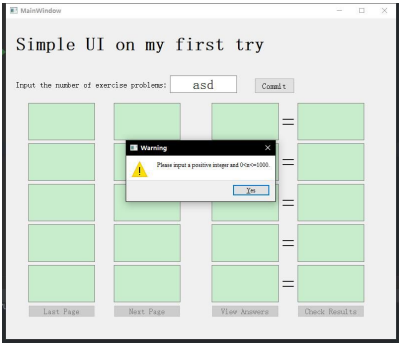 MainWindow
Simple UI on my first try
Input the number of exercise problems: asd Commit
=
Warning
Please input a positive integer and 0<n<=1000.
=
Yes
=
=
=
Last Page Next Page View Answers Check Results